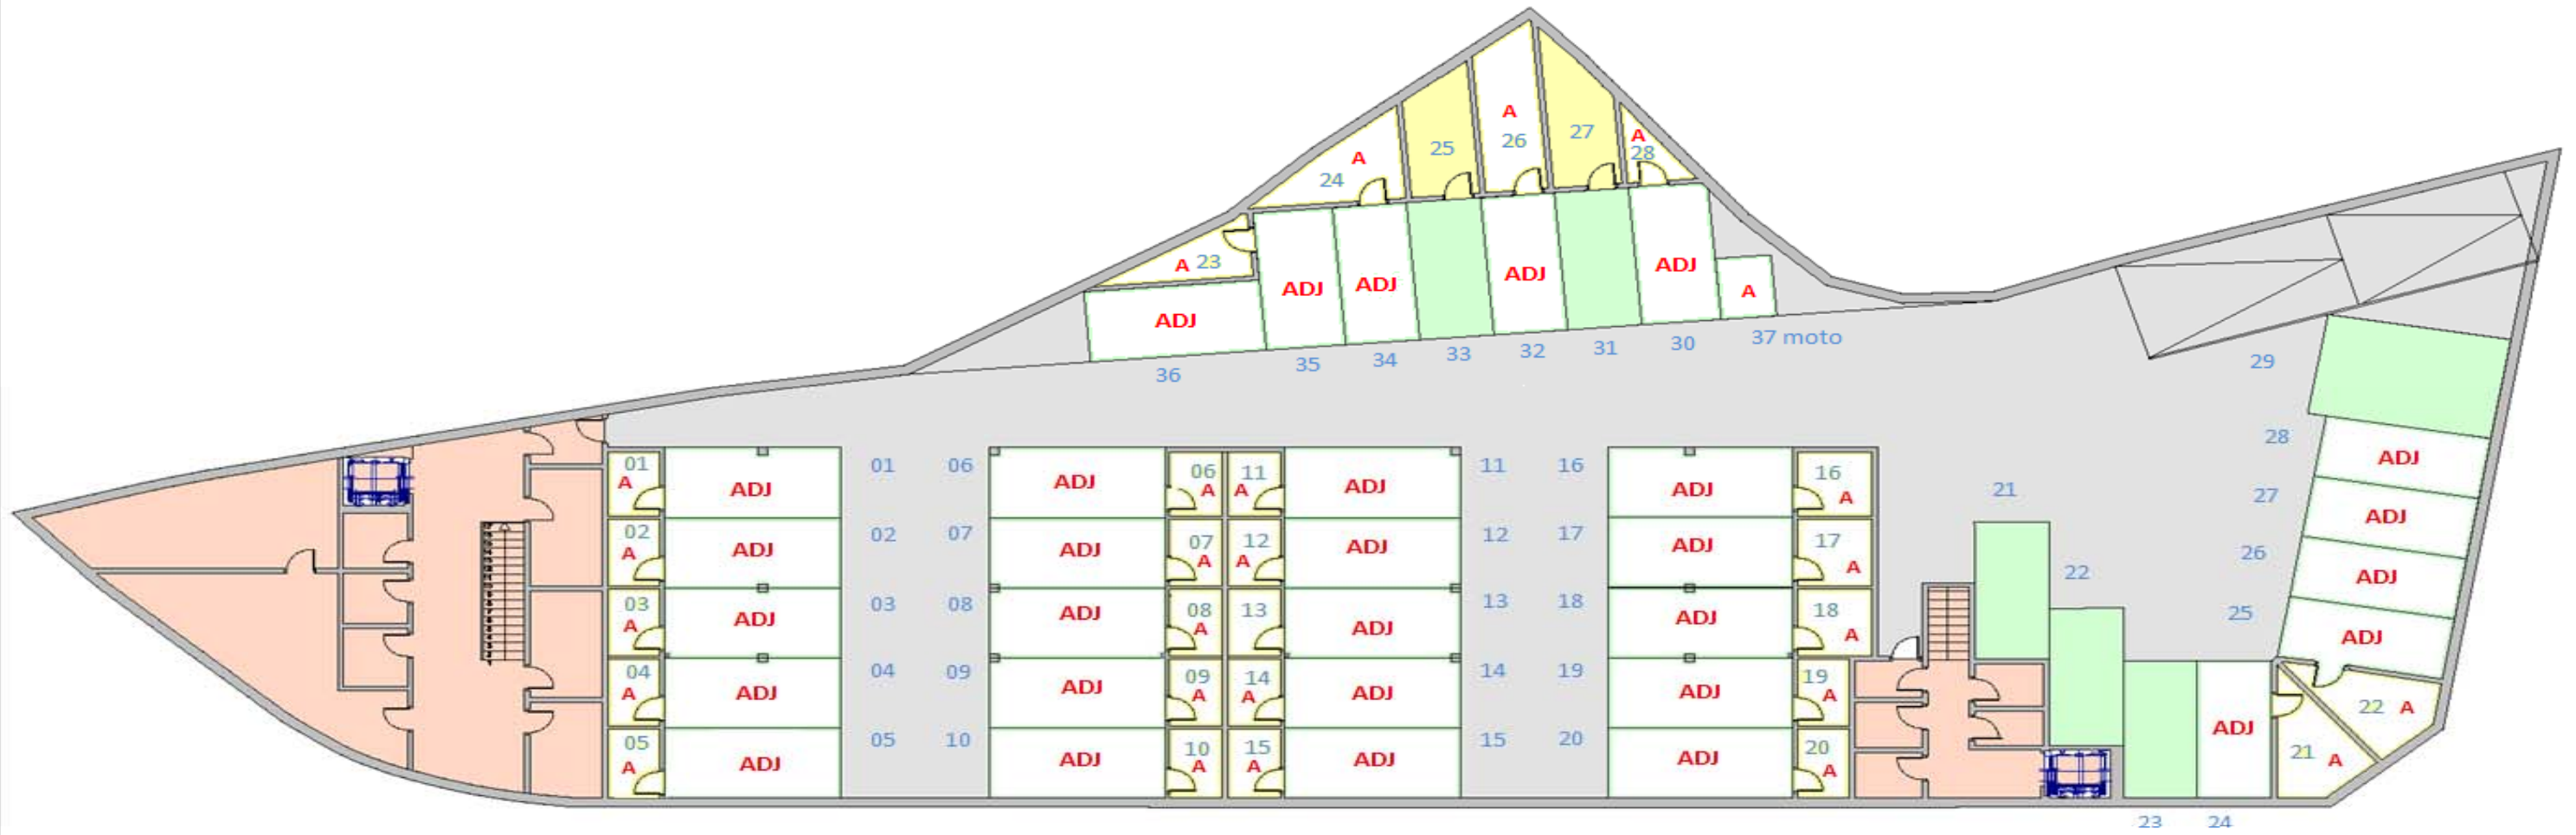 A
26
27
A
28
25
A
24
A 23
ADJ
ADJ
ADJ
ADJ
ADJ
A
36
35
34
33
32
31
30
37 moto
29
28
ADJ
27
ADJ
26
ADJ
25
ADJ
22 A
21 A
01 A ADJ 01 06 ADJ 06 A 11 A ADJ 11 16 ADJ 16 A
02 A ADJ 02 07 ADJ 07 A 12 A ADJ 12 17 ADJ 17 A
03 A ADJ 03 08 ADJ 08 A 13 ADJ 13 18 ADJ 18 A
04 A ADJ 04 09 ADJ 09 A 14 A ADJ 14 19 ADJ 19 A
05 A ADJ 05 10 ADJ 10 A 15 A ADJ 15 20 ADJ 20 A
21
22
ADJ
23
24